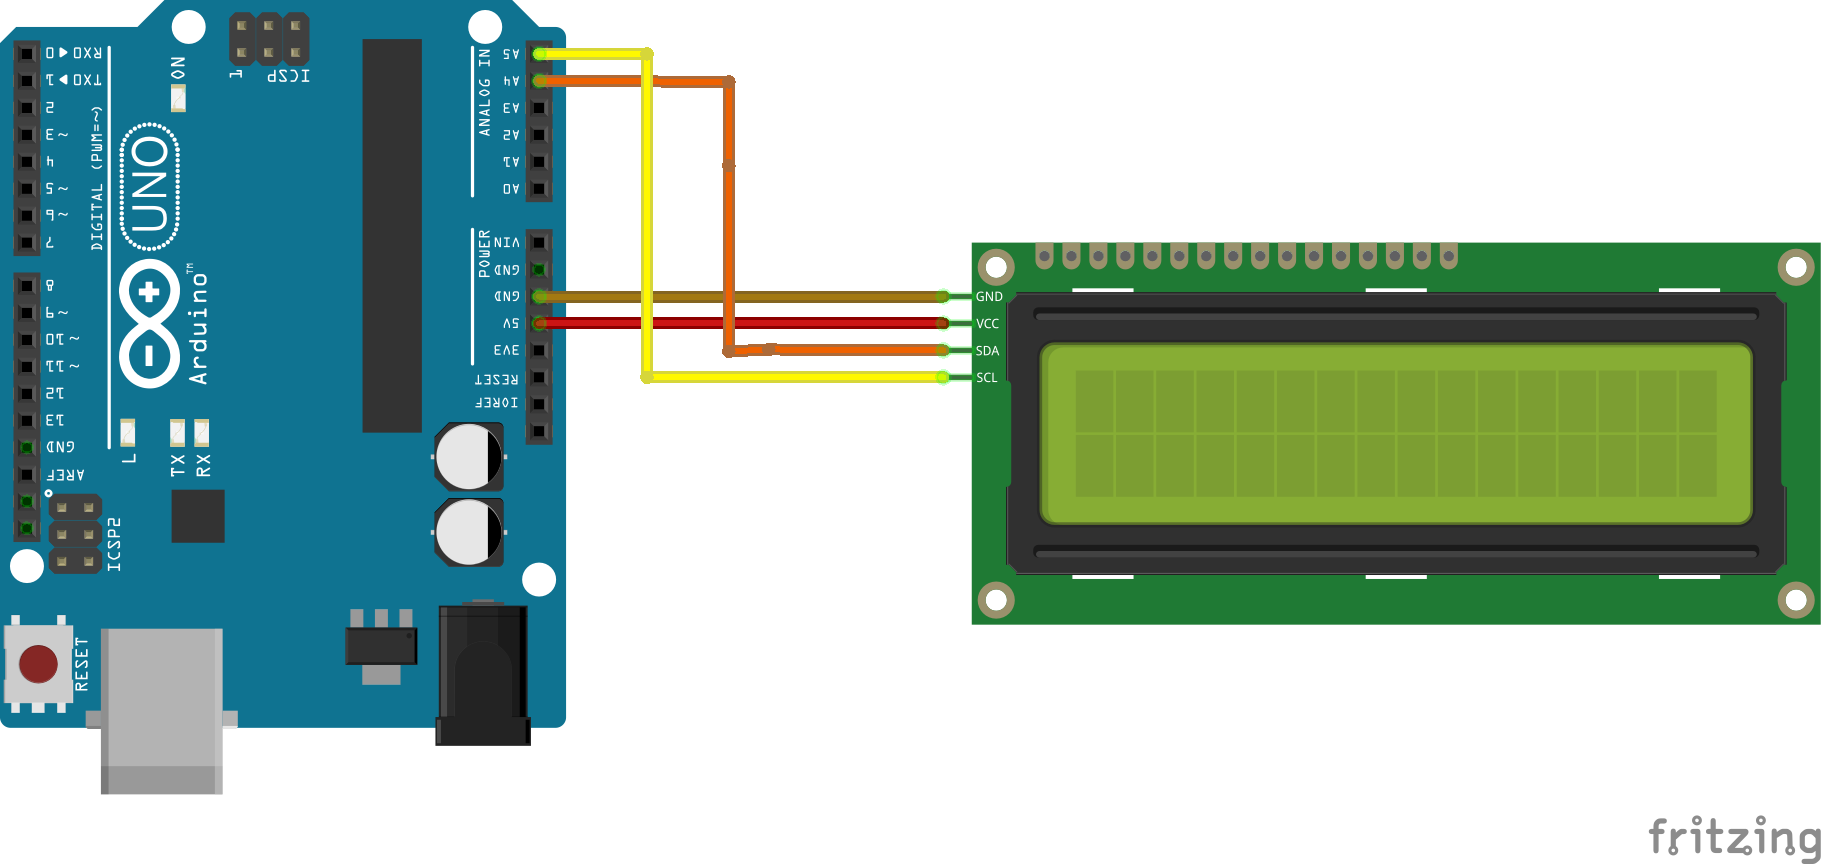 RXD ◀ 0
TXD ▶ 1
2
~3
4
~5
~6
7
DIGITAL (PWM=~)
8
~9
~10
~11
12
13
GND
AREF
ON
1
ICSP
UNO
Arduino™
L
TX
RX
ICSP2
RESET
ANALOG IN
A5
A4
A3
A2
A1
A0
POWER
VIN
GND
GND
5V
3V3
RESET
IOREF
GND
VCC
SDA
SCL
fritzing